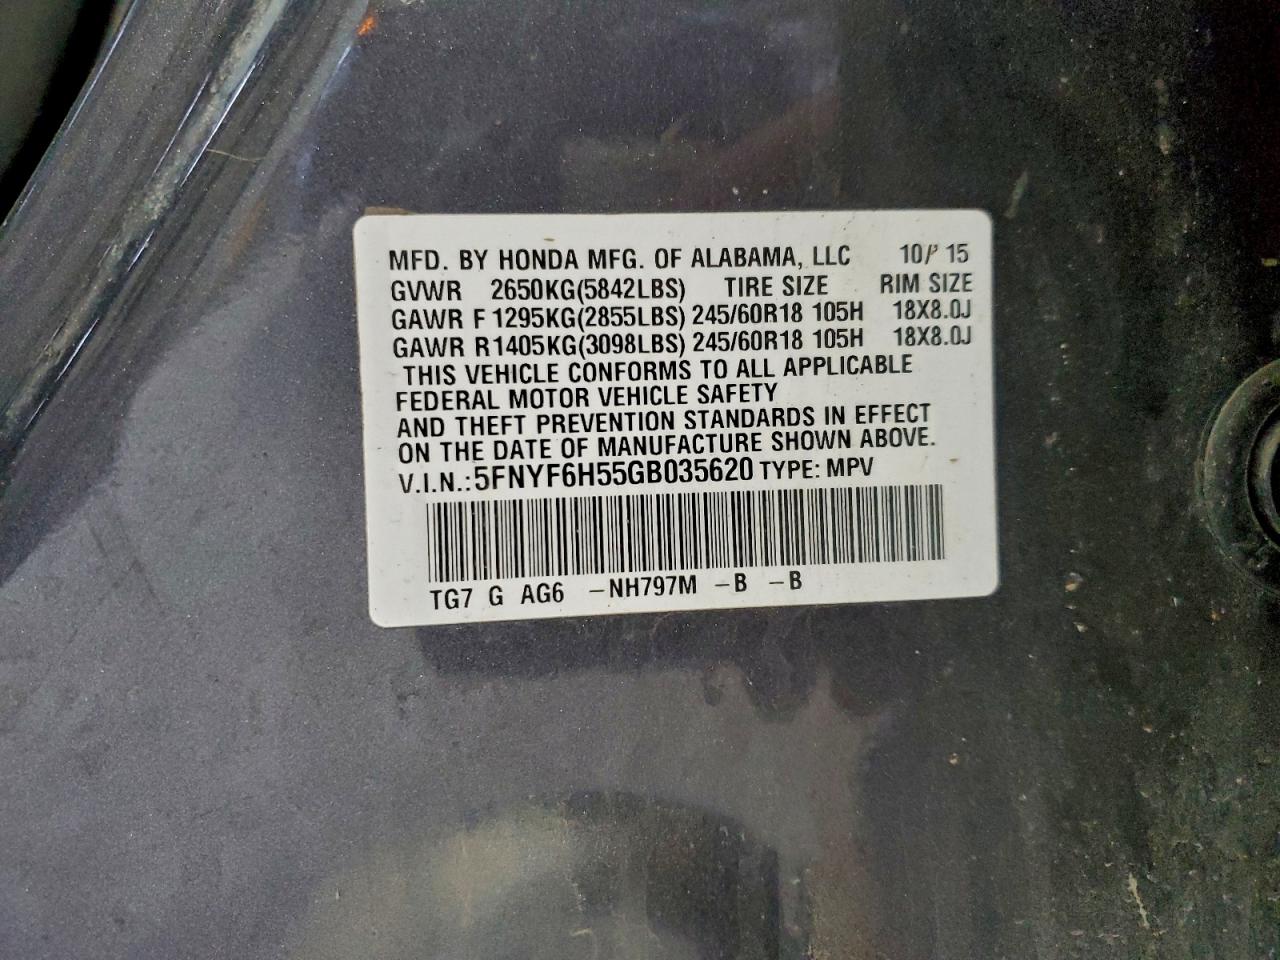 MFD. BY HONDA MFG. OF ALABAMA, LLC 10/ 15
GVWR 2650KG(5842LBS) TIRE SIZE RIM SIZE
GAWR F 1295KG(2855LBS) 245/60R18 105H 18X8.0J
GAWR R 1405KG(3098LBS) 245/60R18 105H 18X8.0J
THIS VEHICLE CONFORMS TO ALL APPLICABLE
FEDERAL MOTOR VEHICLE SAFETY
AND THEFT PREVENTION STANDARDS IN EFFECT
ON THE DATE OF MANUFACTURE SHOWN ABOVE.
V.I.N.: 5FNYF6H55GB035620 TYPE: MPV
TG7 G AG6 -NH797M -B -B